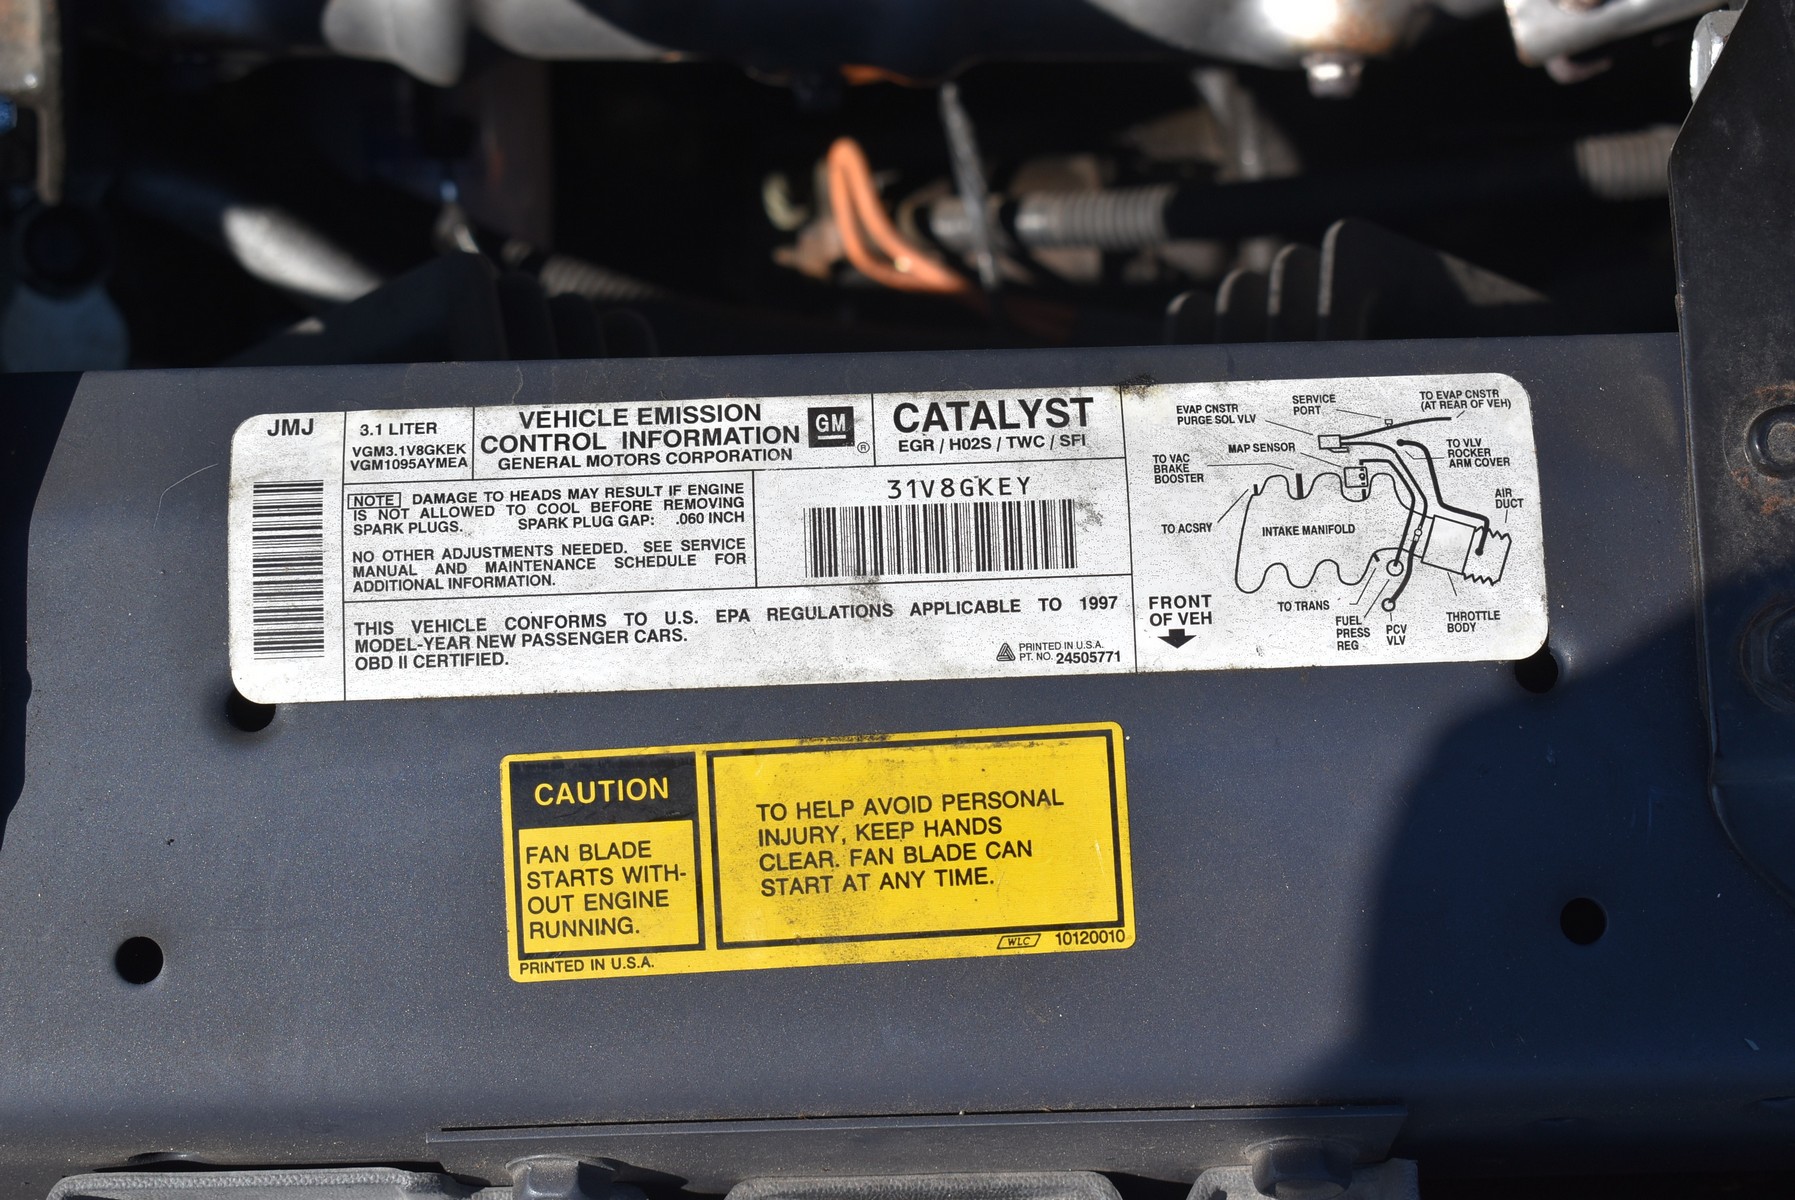 JMJ
3.1 LITER
VGM3.1V8GKEK
VGM1095AYMEA
VEHICLE EMISSION
CONTROL INFORMATION
GENERAL MOTORS CORPORATION
GM
®
CATALYST
EGR / H02S / TWC / SFI
NOTE DAMAGE TO HEADS MAY RESULT IF ENGINE
IS NOT ALLOWED TO COOL BEFORE REMOVING
SPARK PLUGS. SPARK PLUG GAP: .060 INCH
NO OTHER ADJUSTMENTS NEEDED. SEE SERVICE
MANUAL AND MAINTENANCE SCHEDULE FOR
ADDITIONAL INFORMATION.
31V8GKEY
THIS VEHICLE CONFORMS TO U.S. EPA REGULATIONS APPLICABLE TO 1997
MODEL-YEAR NEW PASSENGER CARS.
OBD II CERTIFIED.
PRINTED IN U.S.A.
PT. NO. 24505771
EVAP CNSTR
PURGE SOL VLV
SERVICE
PORT
TO EVAP CNSTR
(AT REAR OF VEH)
MAP SENSOR
TO VAC
BRAKE
BOOSTER
TO VLV
ROCKER
ARM COVER
AIR
DUCT
TO ACSRY
INTAKE MANIFOLD
FRONT
OF VEH
TO TRANS
FUEL
PRESS
REG
PCV
VLV
THROTTLE
BODY
CAUTION
FAN BLADE
STARTS WITH-
OUT ENGINE
RUNNING.
TO HELP AVOID PERSONAL
INJURY, KEEP HANDS
CLEAR. FAN BLADE CAN
START AT ANY TIME.
PRINTED IN U.S.A.
WLC 10120010